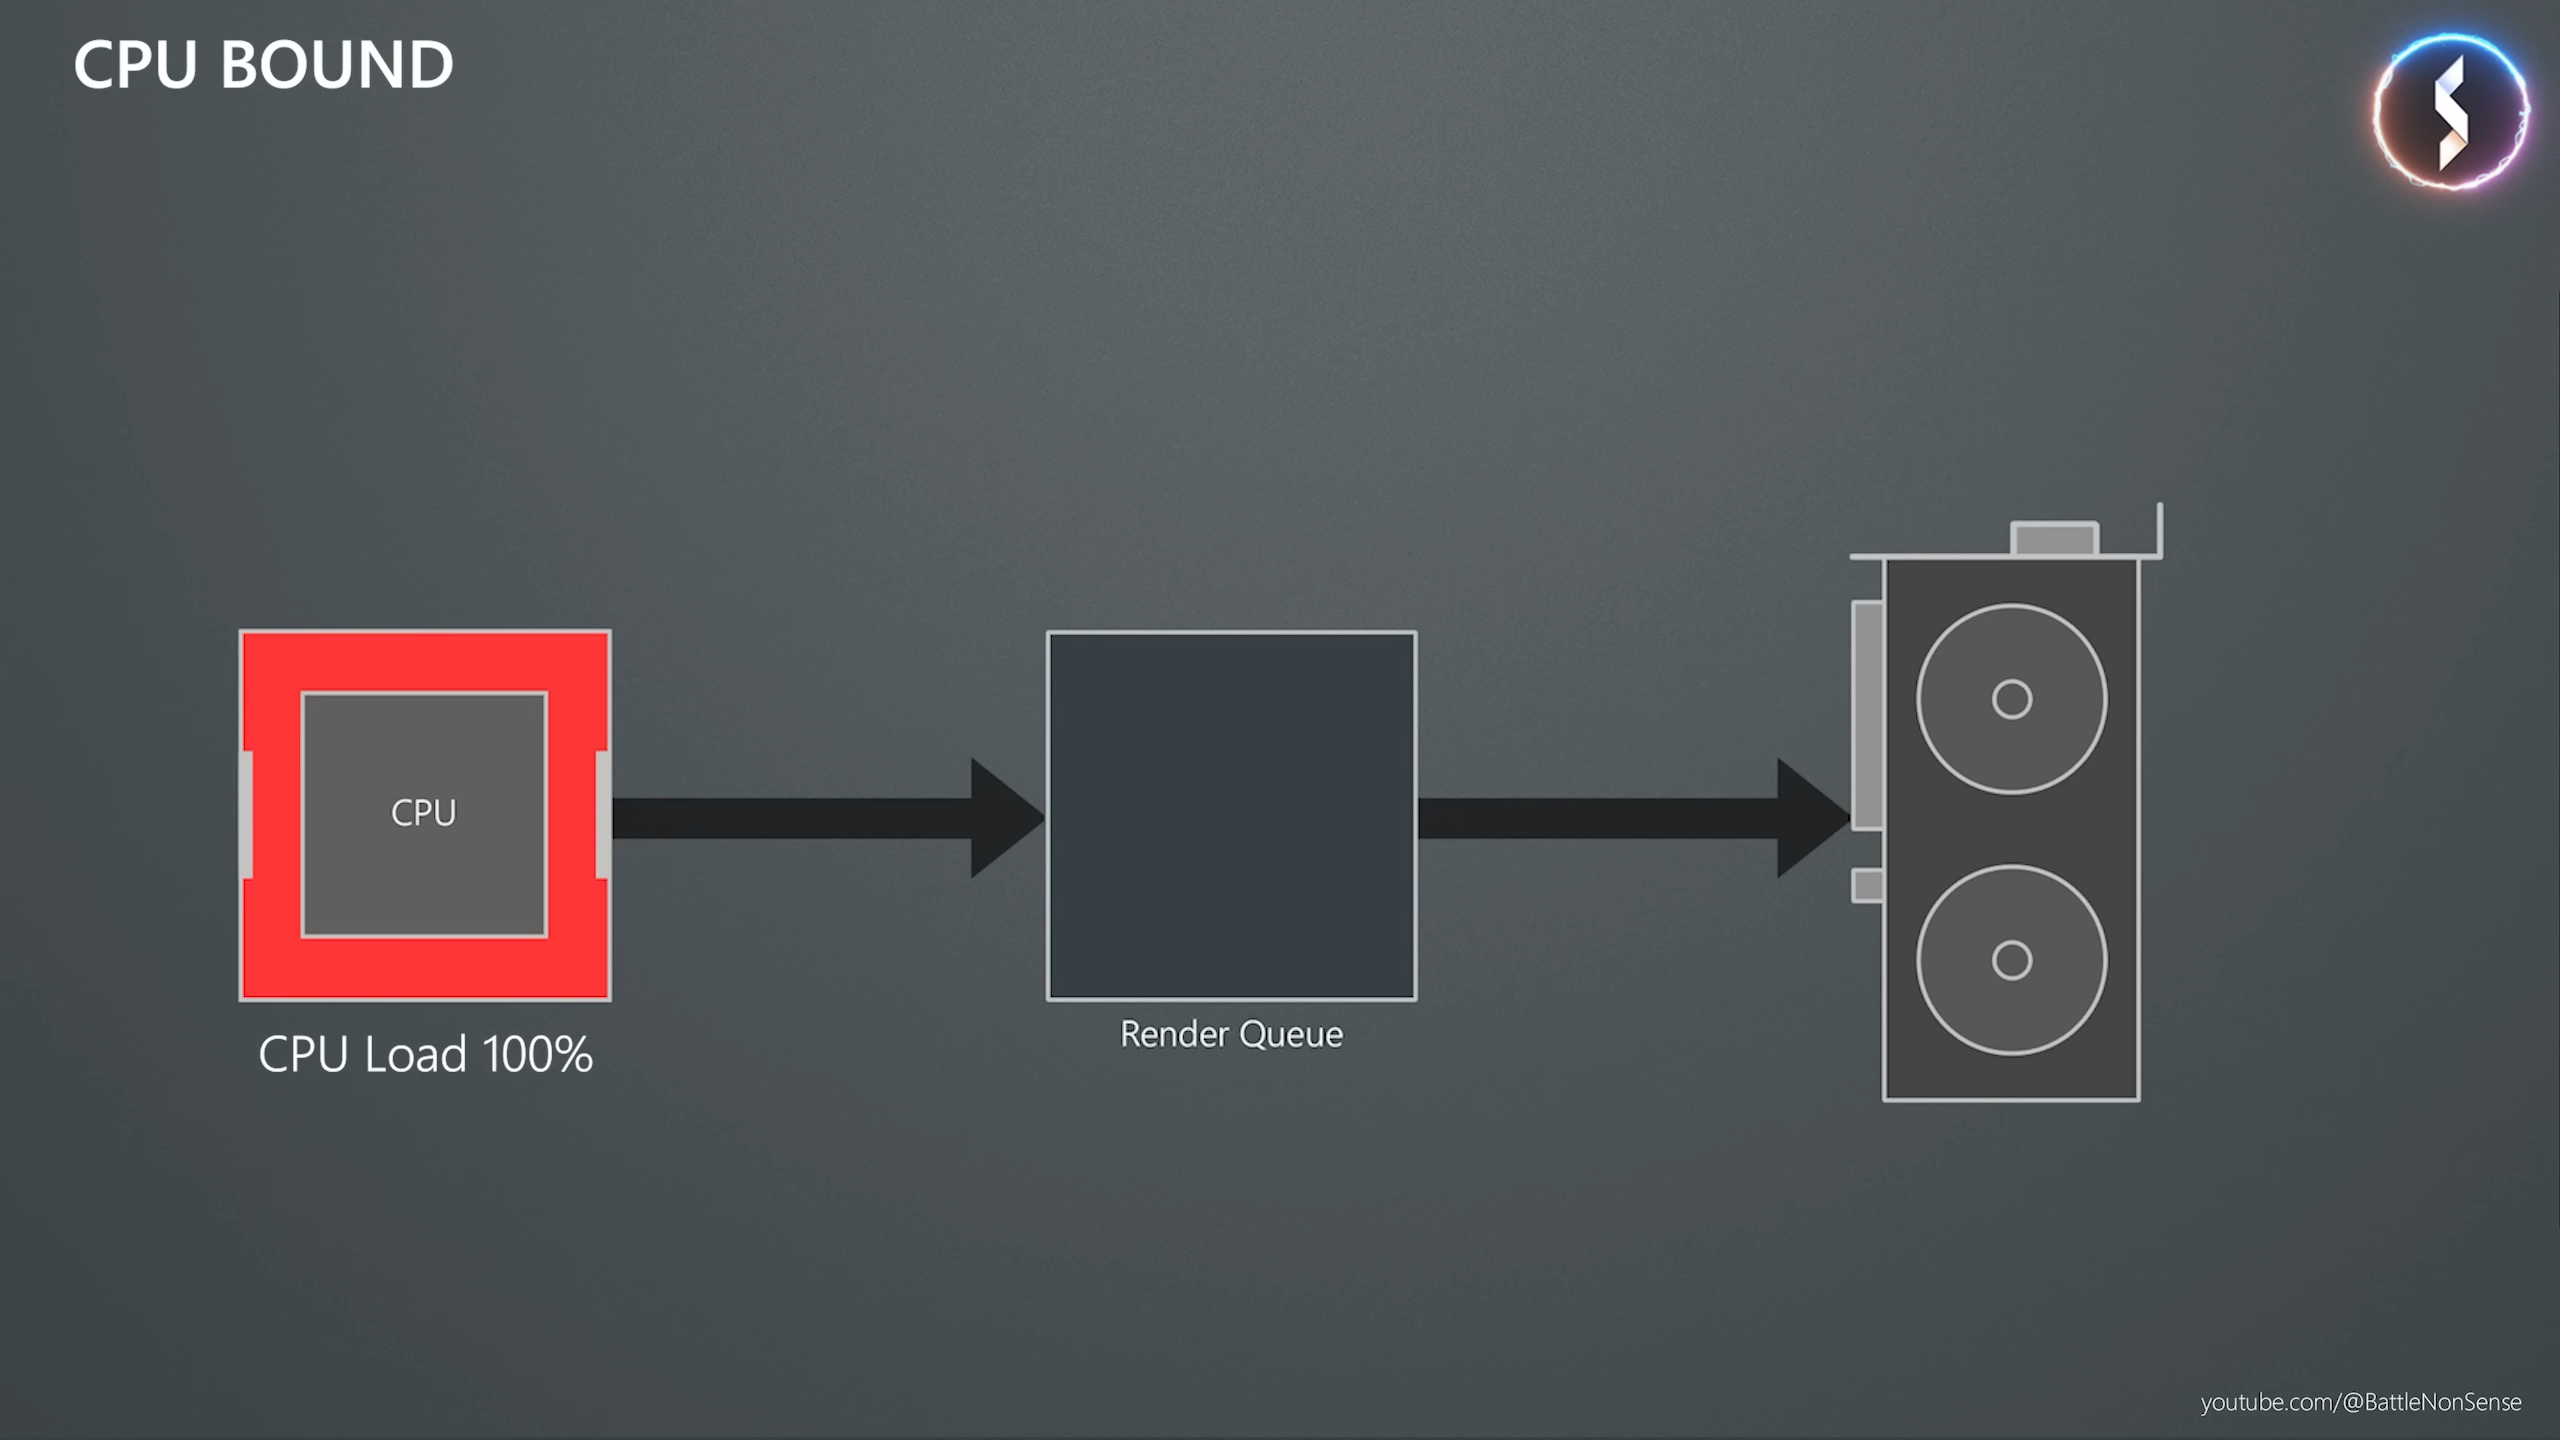 CPU BOUND
CPU
CPU Load 100%
Render Queue
youtube.com/@BattleNonSense